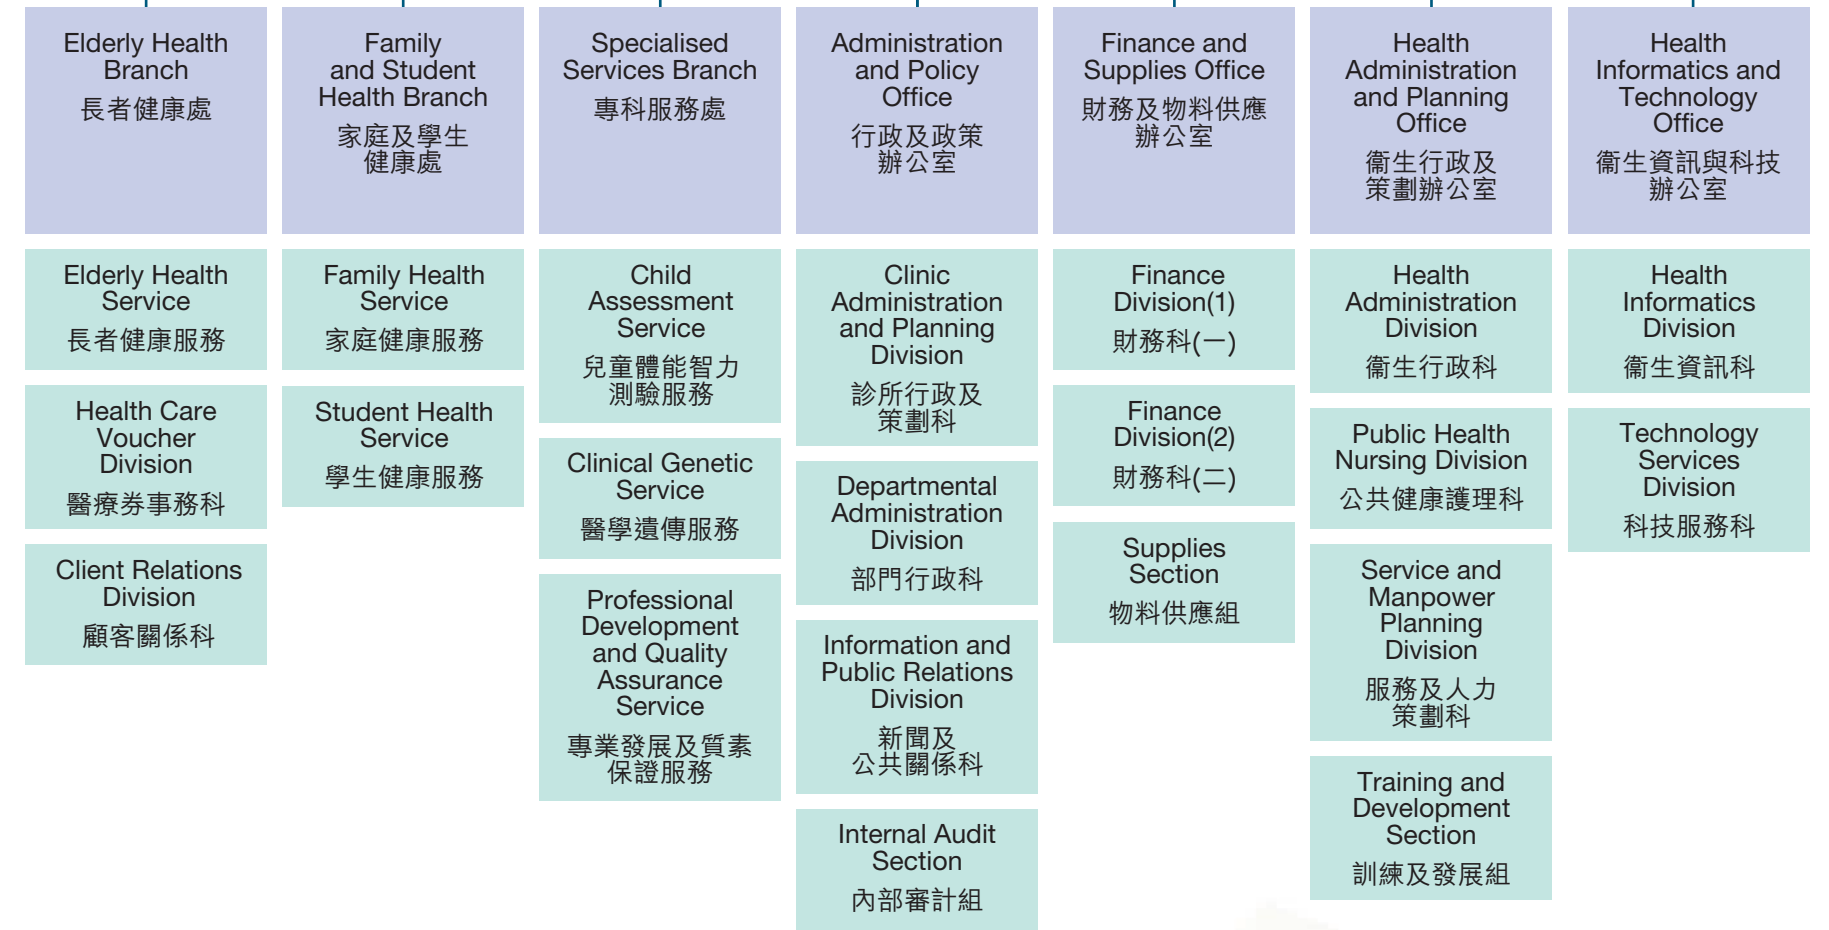 Elderly Health
Branch
長者健康處
Elderly Health
Service
長者健康服務
Health Care
Voucher
Division
醫療券事務科
Client Relations
Division
顧客關係科
Family
and Student
Health Branch
家庭及學生
健康處
Family Health
Service
家庭健康服務
Student Health
Service
學生健康服務
Specialised
Services Branch
專科服務處
Child
Assessment
Service
兒童體能智力
測驗服務
Clinical Genetic
Service
醫學遺傳服務
Professional
Development
and Quality
Assurance
Service
專業發展及質素
保證服務
Administration
and Policy
Office
行政及政策
辦公室
Clinic
Administration
and Planning
Division
診所行政及
策劃科
Departmental
Administration
Division
部門行政科
Information and
Public Relations
Division
新聞及
公共關係科
Internal Audit
Section
內部審計組
Finance and
Supplies Office
財務及物料供應
辦公室
Finance
Division(1)
財務科(一)
Finance
Division(2)
財務科(二)
Supplies
Section
物料供應組
Health
Administration
and Planning
Office
衞生行政及
策劃辦公室
Health
Administration
Division
衞生行政科
Public Health
Nursing Division
公共健康護理科
Service and
Manpower
Planning
Division
服務及人力
策劃科
Training and
Development
Section
訓練及發展組
Health
Informatics and
Technology
Office
衞生資訊與科技
辦公室
Health
Informatics
Division
衞生資訊科
Technology
Services
Division
科技服務科